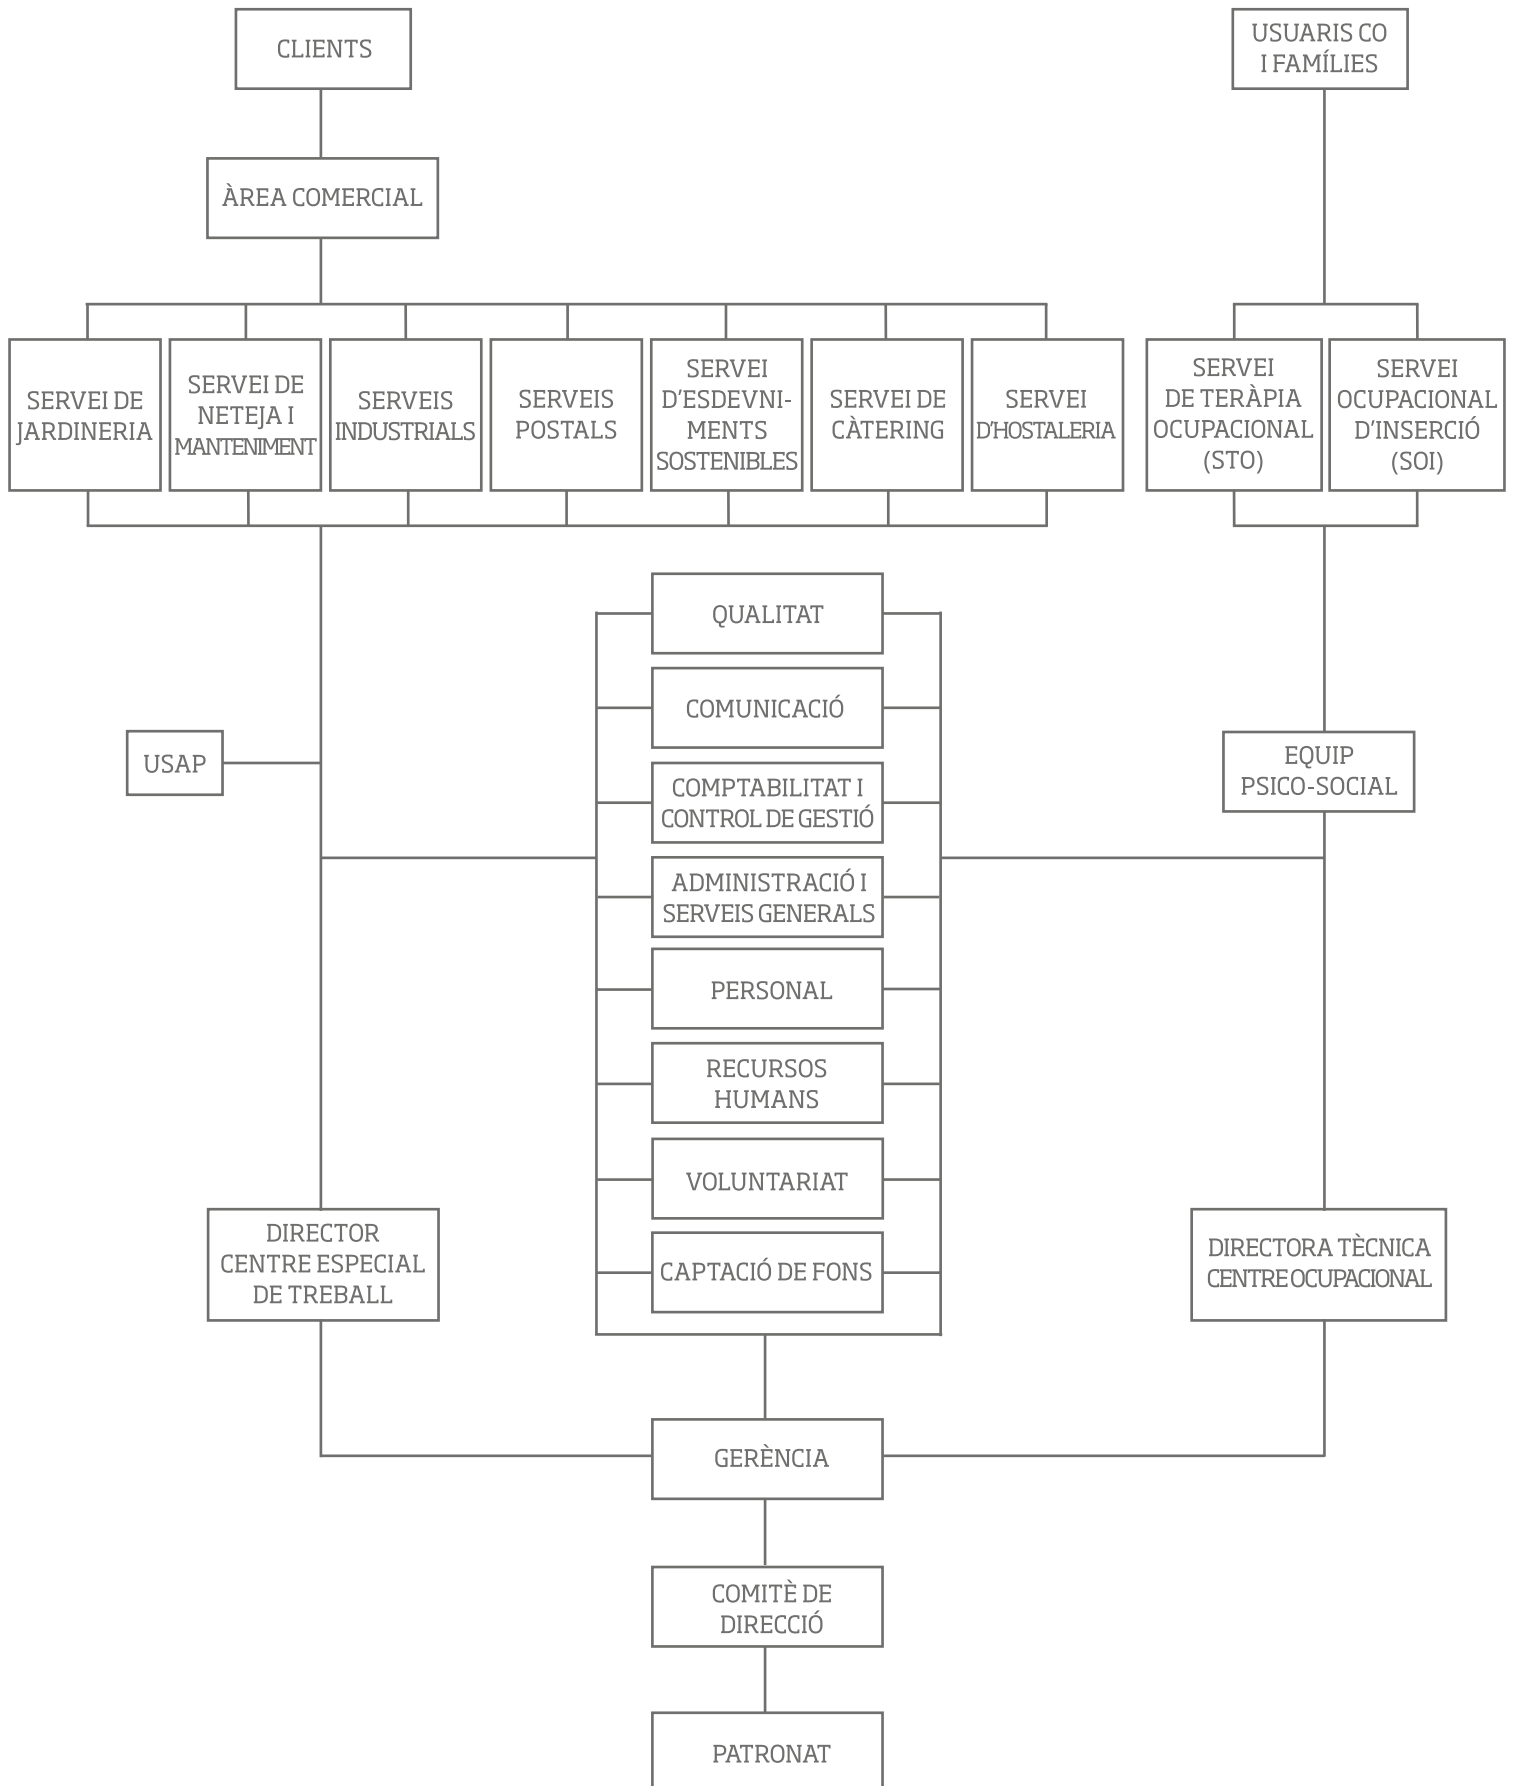 CLIENTS
USUARIS CO
I FAMÍLIES
ÀREA COMERCIAL
SERVEI DE
JARDINERIA
SERVEI DE
NETEJA I
MANTENIMENT
SERVEIS
INDUSTRIALS
SERVEIS
POSTALS
SERVEI
D'ESDEVNI-
MENTS
SOSTENIBLES
SERVEI DE
CÀTERING
SERVEI
D'HOSTALERIA
SERVEI
DE TERÀPIA
OCUPACIONAL
(STO)
SERVEI
OCUPACIONAL
D'INSERCIÓ
(SOI)
QUALITAT
COMUNICACIÓ
USAP
EQUIP
PSICO-SOCIAL
COMPTABILITAT I
CONTROL DE GESTIÓ
ADMINISTRACIÓ I
SERVEIS GENERALS
PERSONAL
RECURSOS
HUMANS
VOLUNTARIAT
DIRECTOR
CENTRE ESPECIAL
DE TREBALL
CAPTACIÓ DE FONS
DIRECTORA TÈCNICA
CENTRE OCUPACIONAL
GERÈNCIA
COMITÈ DE
DIRECCIÓ
PATRONAT